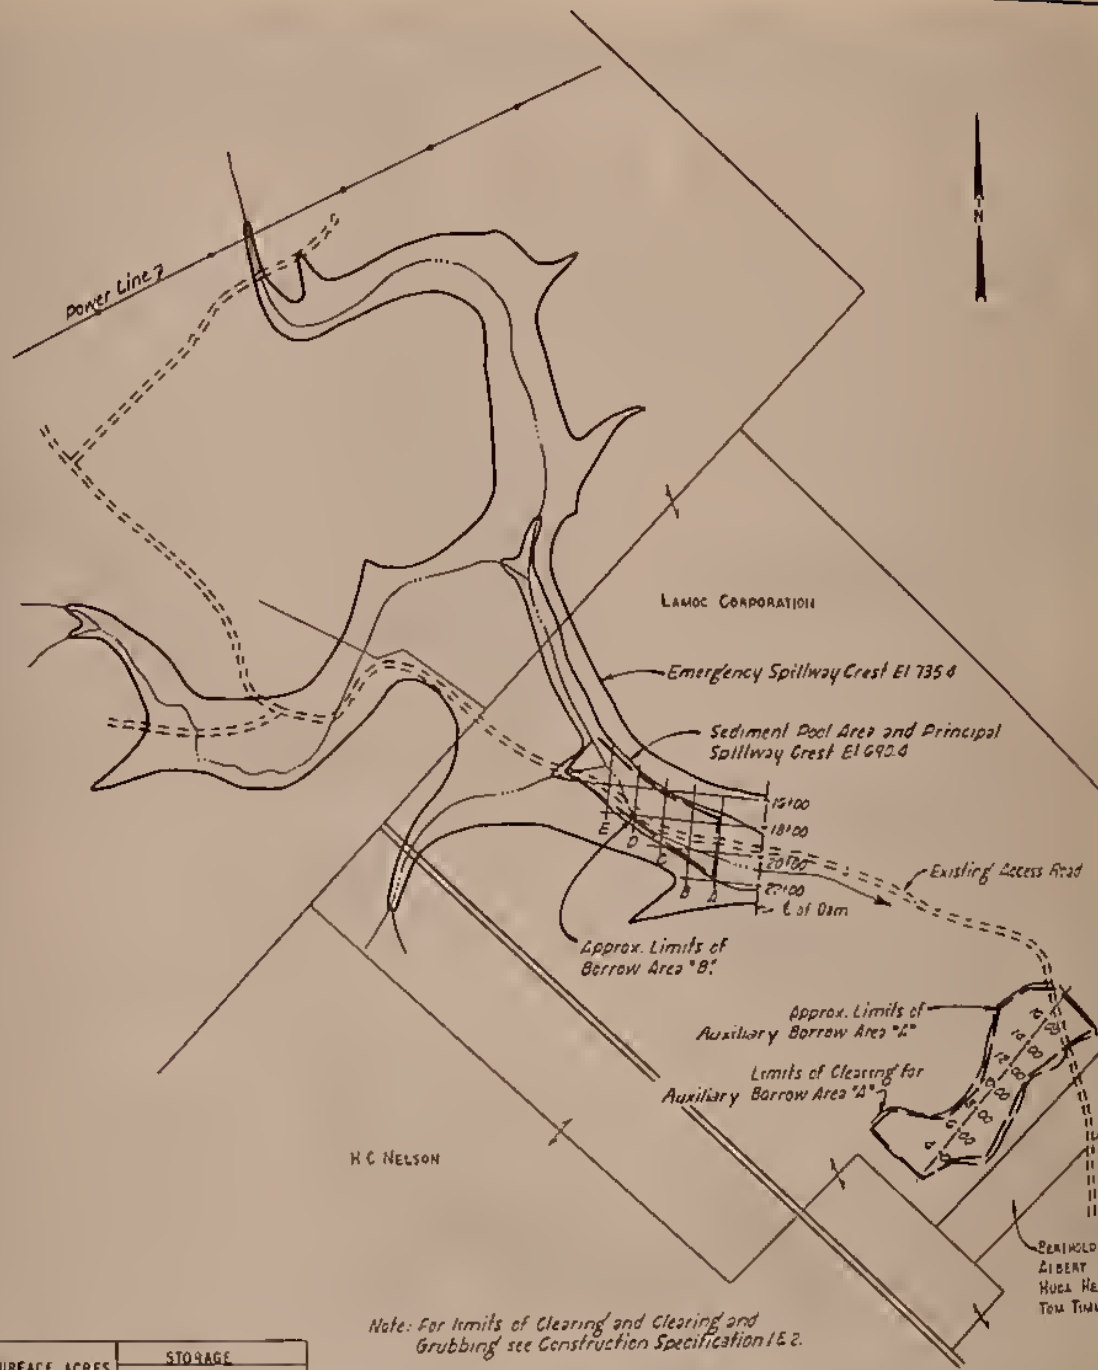 N
Power Line
LAMOC CORPORATION
Emergency Spillway Crest El 735.4
Sediment Pool Area and Principal
Spillway Crest El 690.4
16+00
18+00
20+00
22+00
E
D
C
B
A
℄ of Dam
Existing Access Road
Approx. Limits of
Borrow Area "B".
Approx. Limits of
Auxiliary Borrow Area "A"
Limits of Clearing for
Auxiliary Borrow Area "A"
H C NELSON
ALBERT
Note: For limits of Clearing and Clearing and
Grubbing see Construction Specification 1 & 2.
ACRES
STORAGE